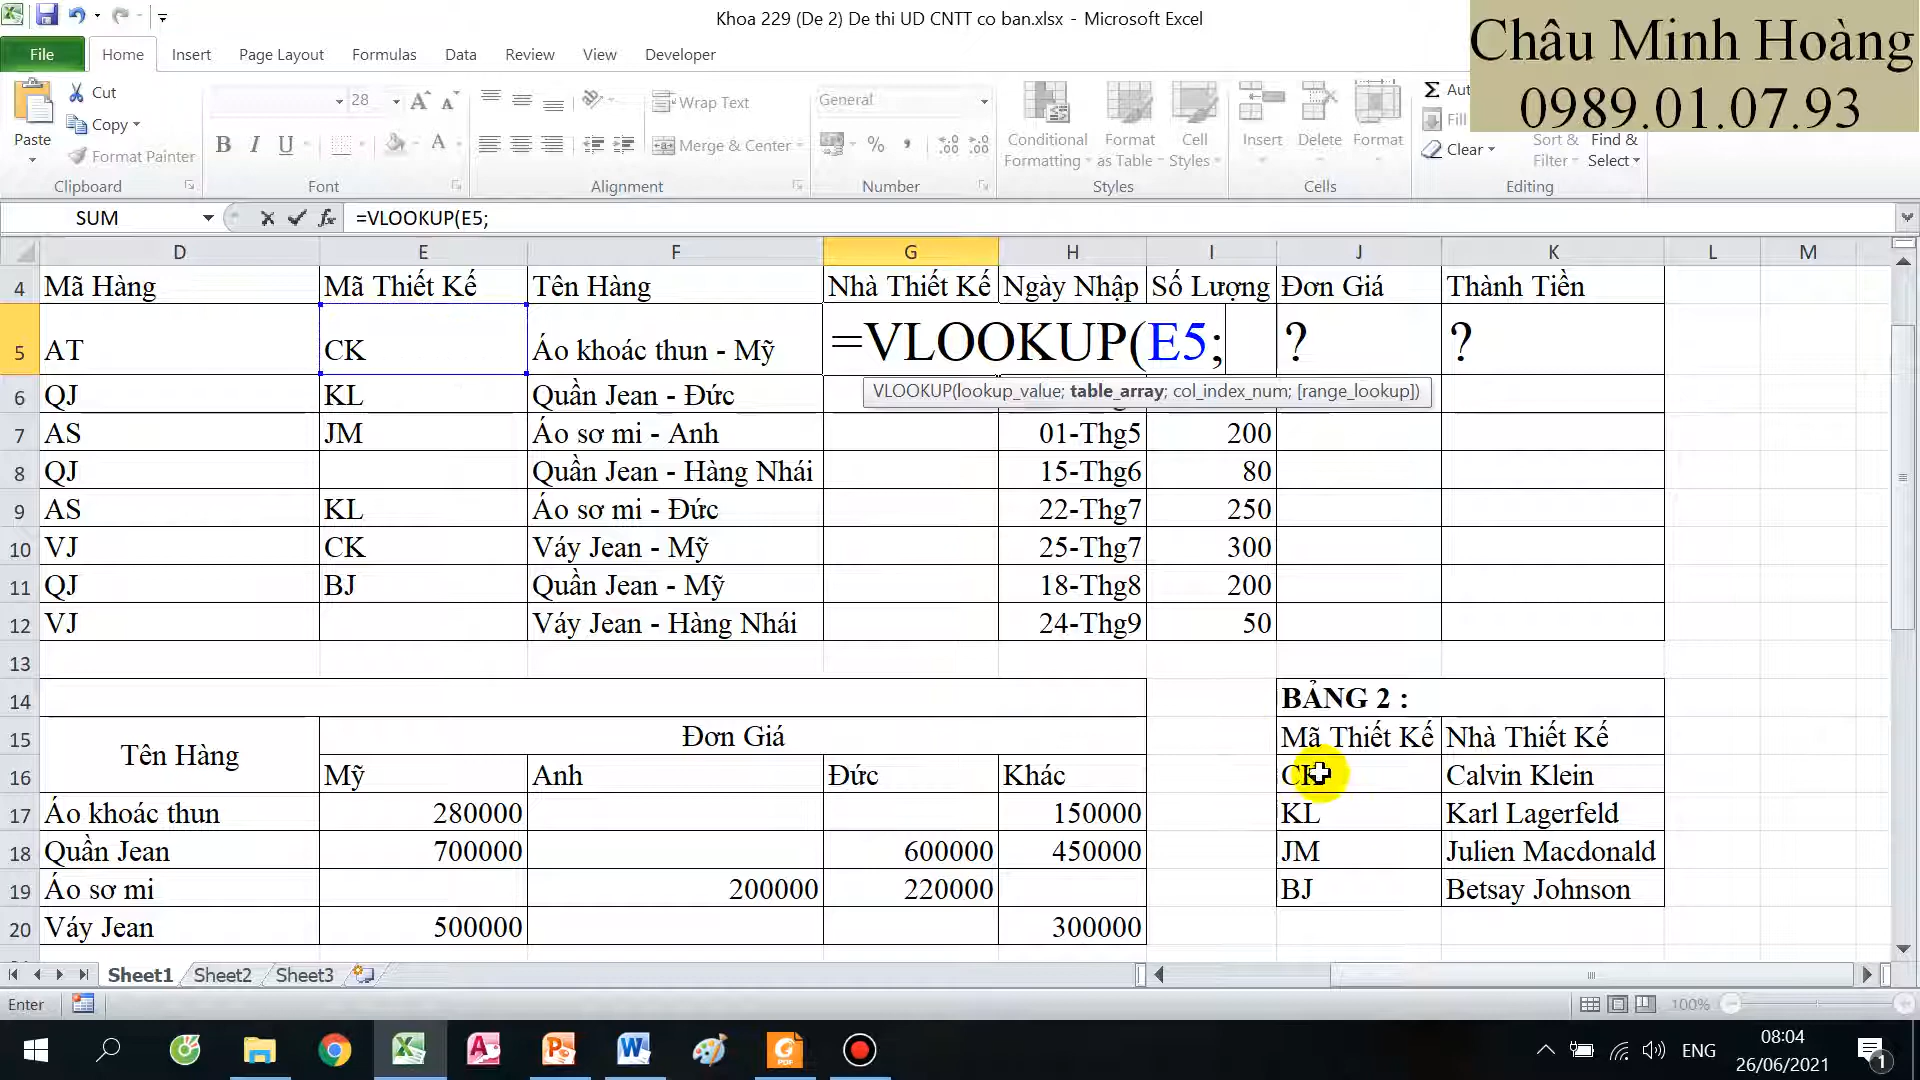 Khoa 229 (De 2) De thi UD CNTT co ban.xlsx - Microsoft Excel
Châu Minh Hoàng
0989.01.07.93
File Home Insert Page Layout Formulas Data Review View Developer
Paste
Cut
Copy
Format Painter
Clipboard
28
B I U
Font
Wrap Text
Merge & Center
Alignment
General
Number
Conditional Formatting
Format as Table
Cell Styles
Styles
Insert
Delete
Format
Cells
Aut
Fill
Clear
Sort & Filter
Find & Select
Editing
SUM
=VLOOKUP(E5;
D E F G H I J K L M
4 Mã Hàng Mã Thiết Kế Tên Hàng Nhà Thiết Kế Ngày Nhập Số Lượng Đơn Giá Thành Tiền
5 AT CK Áo khoác thun - Mỹ =VLOOKUP(E5; ? ?
VLOOKUP(lookup_value; table_array; col_index_num; [range_lookup])
6 QJ KL Quần Jean - Đức
7 AS JM Áo sơ mi - Anh 01-Thg5 200
8 QJ Quần Jean - Hàng Nhái 15-Thg6 80
9 AS KL Áo sơ mi - Đức 22-Thg7 250
10 VJ CK Váy Jean - Mỹ 25-Thg7 300
11 QJ BJ Quần Jean - Mỹ 18-Thg8 200
12 VJ Váy Jean - Hàng Nhái 24-Thg9 50
13
14 BẢNG 2 :
15 Tên Hàng Đơn Giá Mã Thiết Kế Nhà Thiết Kế
16 Mỹ Anh Đức Khác CK Calvin Klein
17 Áo khoác thun 280000 150000 KL Karl Lagerfeld
18 Quần Jean 700000 600000 450000 JM Julien Macdonald
19 Áo sơ mi 200000 220000 BJ Betsay Johnson
20 Váy Jean 500000 300000
Sheet1 Sheet2 Sheet3
Enter
100%
ENG
08:04
26/06/2021
1